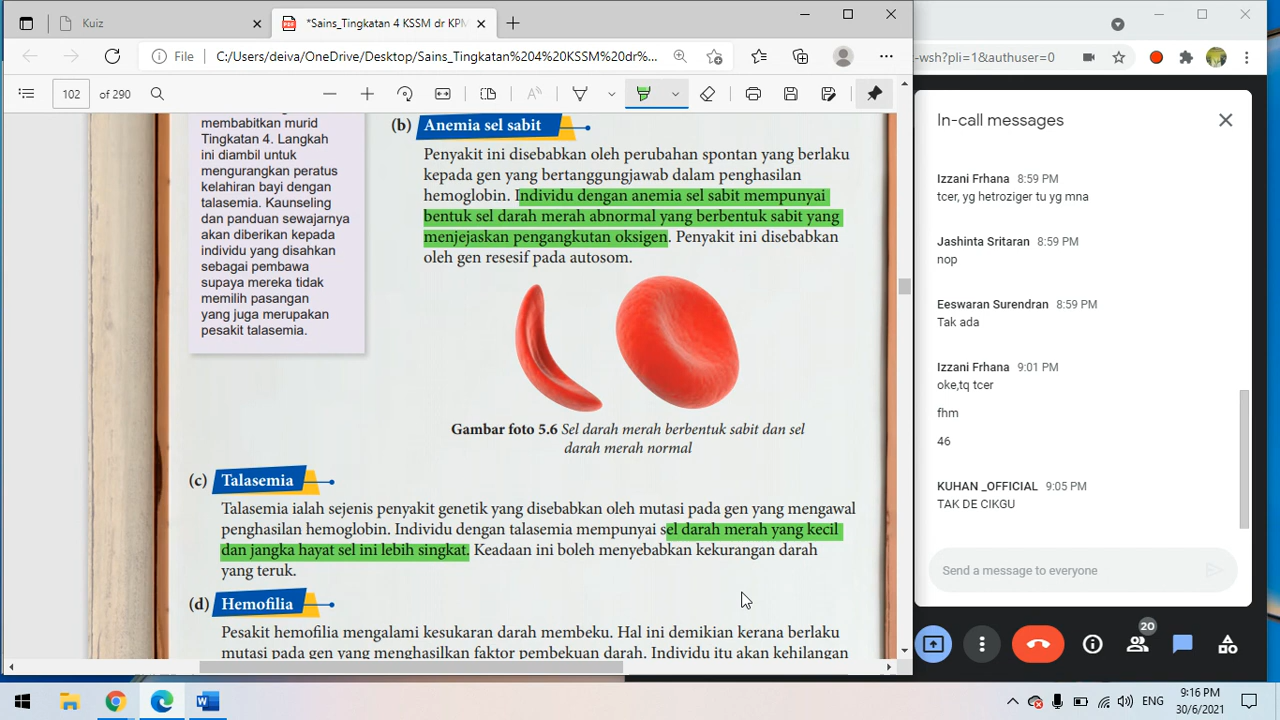 Kuiz
*Sains_Tingkatan 4 KSSM dr KPM
File
C:/Users/deiva/OneDrive/Desktop/Sains_Tingkatan%204%20KSSM%20dr%...
102
of 290
membabitkan murid
Tingkatan 4. Langkah
ini diambil untuk
mengurangkan peratus
kelahiran bayi dengan
talasemia. Kaunseling
dan panduan sewajarnya
akan diberikan kepada
individu yang disahkan
sebagai pembawa
supaya mereka tidak
memilih pasangan
yang juga merupakan
pesakit talasemia.
(b) Anemia sel sabit
Penyakit ini disebabkan oleh perubahan spontan yang berlaku
kepada gen yang bertanggungjawab dalam penghasilan
hemoglobin. Individu dengan anemia sel sabit mempunyai
bentuk sel darah merah abnormal yang berbentuk sabit yang
menjejaskan pengangkutan oksigen. Penyakit ini disebabkan
oleh gen resesif pada autosom.
Gambar foto 5.6 Sel darah merah berbentuk sabit dan sel
darah merah normal
(c) Talasemia
Talasemia ialah sejenis penyakit genetik yang disebabkan oleh mutasi pada gen yang mengawal
penghasilan hemoglobin. Individu dengan talasemia mempunyai sel darah merah yang kecil
dan jangka hayat sel ini lebih singkat. Keadaan ini boleh menyebabkan kekurangan darah
yang teruk.
(d) Hemofilia
Pesakit hemofilia mengalami kesukaran darah membeku. Hal ini demikian kerana berlaku
mutasi pada gen yang menghasilkan faktor pembekuan darah. Individu itu akan kehilangan
-wsh?pli=1&authuser=0
In-call messages
Izzani Frhana 8:59 PM
tcer, yg hetroziger tu yg mna
Jashinta Sritaran 8:59 PM
nop
Eeswaran Surendran 8:59 PM
Tak ada
Izzani Frhana 9:01 PM
oke,tq tcer
fhm
46
KUHAN _OFFICIAL 9:05 PM
TAK DE CIKGU
Send a message to everyone
20
ENG
9:16 PM
30/6/2021